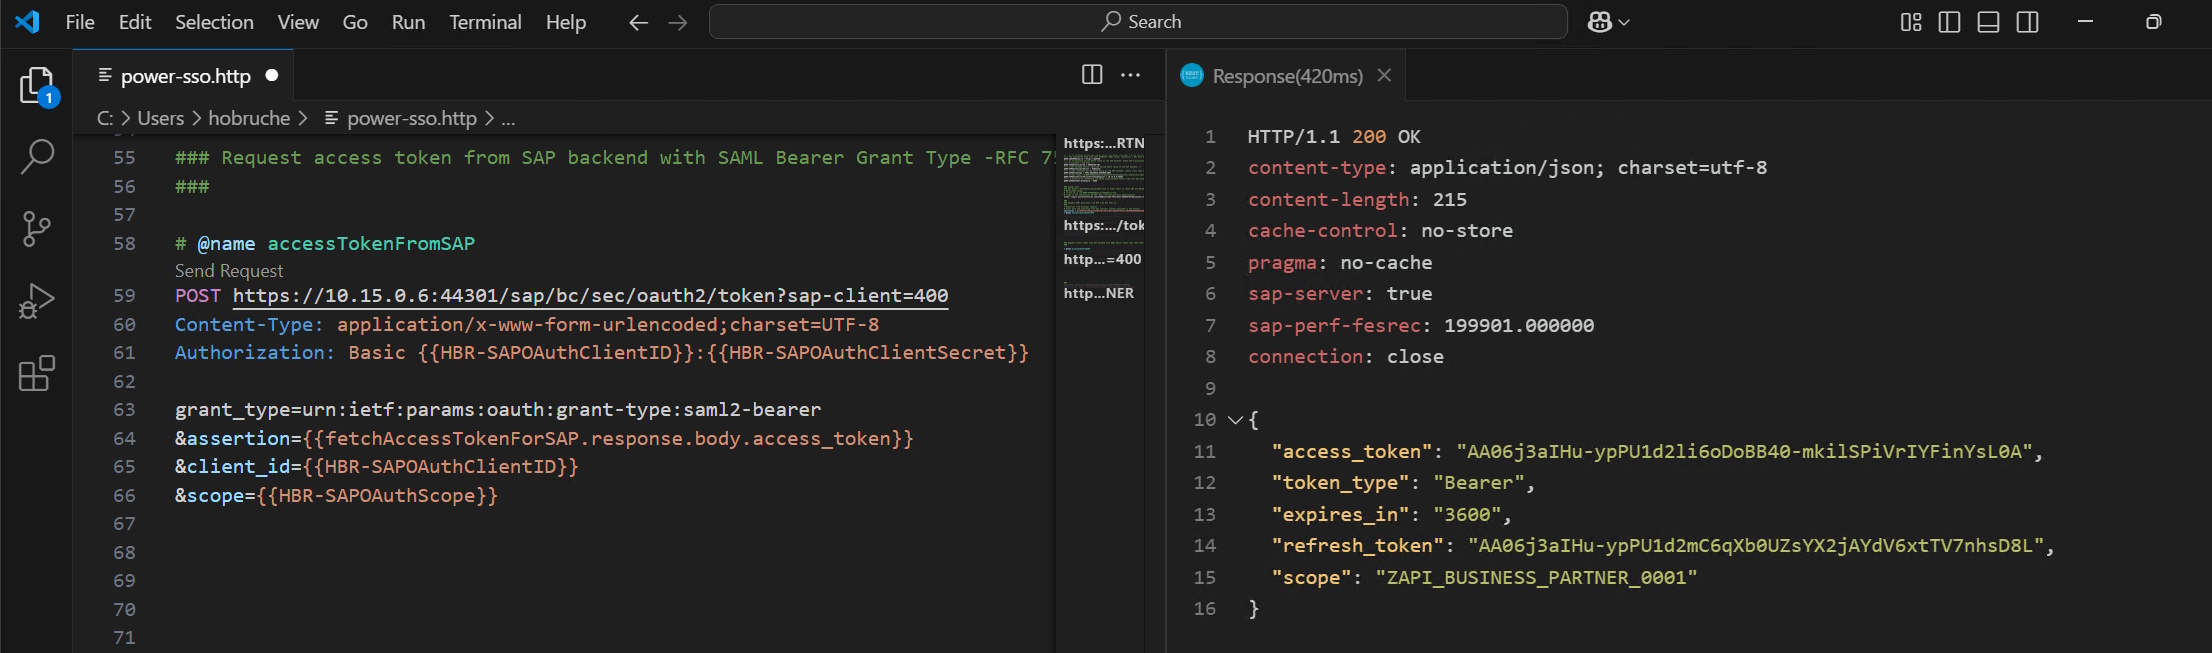 File Edit Selection View Go Run Terminal Help Search
power-sso.http
Response(420ms)
C: Users hobruche power-sso.http ...
1
55 ### Request access token from SAP backend with SAML Bearer Grant Type -RFC
56 ###
57
58 # @name accessTokenFromSAP
Send Request
59 POST https://10.15.0.6:44301/sap/bc/sec/oauth2/token?sap-client=400
60 Content-Type: application/x-www-form-urlencoded;charset=UTF-8
61 Authorization: Basic {{HBR-SAPOAuthClientID}}:{{HBR-SAPOAuthClientSecret}}
62
63 grant_type=urn:ietf:params:oauth:grant-type:saml2-bearer
64 &assertion={{fetchAccessTokenForSAP.response.body.access_token}}
65 &client_id={{HBR-SAPOAuthClientID}}
66 &scope={{HBR-SAPOAuthScope}}
67
68
69
70
71
https:...RTN
https:.../tok
http...=400
http...NER
1 HTTP/1.1 200 OK
2 content-type: application/json; charset=utf-8
3 content-length: 215
4 cache-control: no-store
5 pragma: no-cache
6 sap-server: true
7 sap-perf-fesrec: 199901.000000
8 connection: close
9
10 {
11 "access_token": "AA06j3aIHu-ypPU1d2li6oDoBB40-mkilSPiVrIYFinYsL0A",
12 "token_type": "Bearer",
13 "expires_in": "3600",
14 "refresh_token": "AA06j3aIHu-ypPU1d2mC6qXb0UZsYX2jAYdV6xtTV7nhsD8L",
15 "scope": "ZAPI_BUSINESS_PARTNER_0001"
16 }